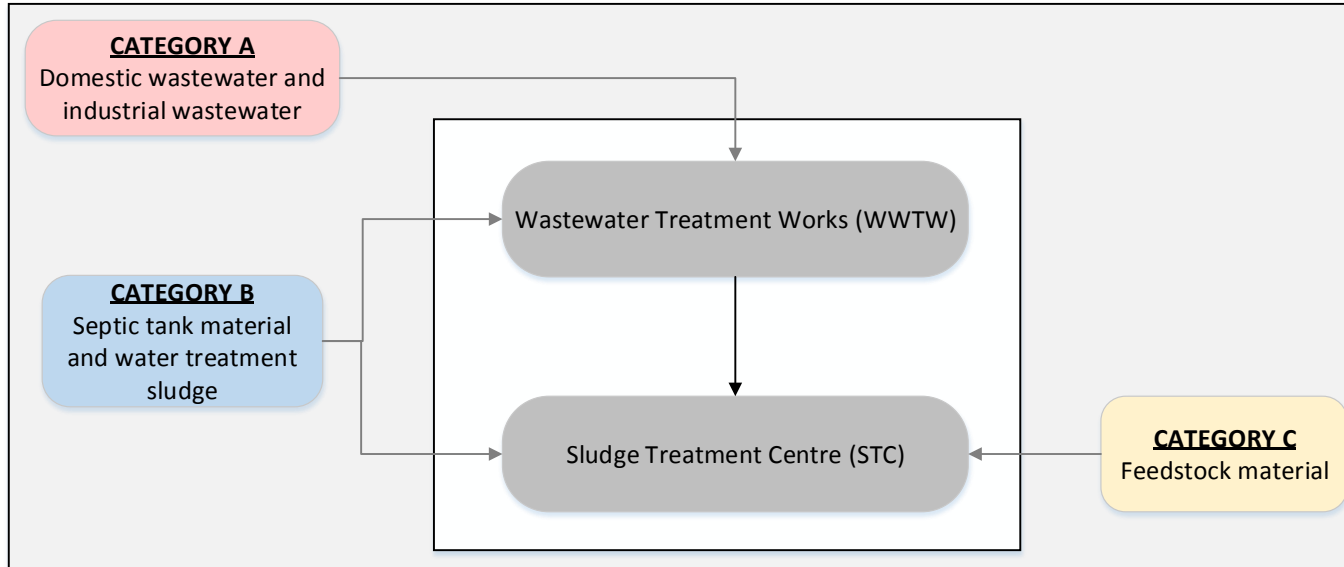 CATEGORY A
Domestic wastewater and
industrial wastewater
Wastewater Treatment Works (WWTW)
CATEGORY B
Septic tank material
and water treatment
sludge
Sludge Treatment Centre (STC)
CATEGORY C
Feedstock material